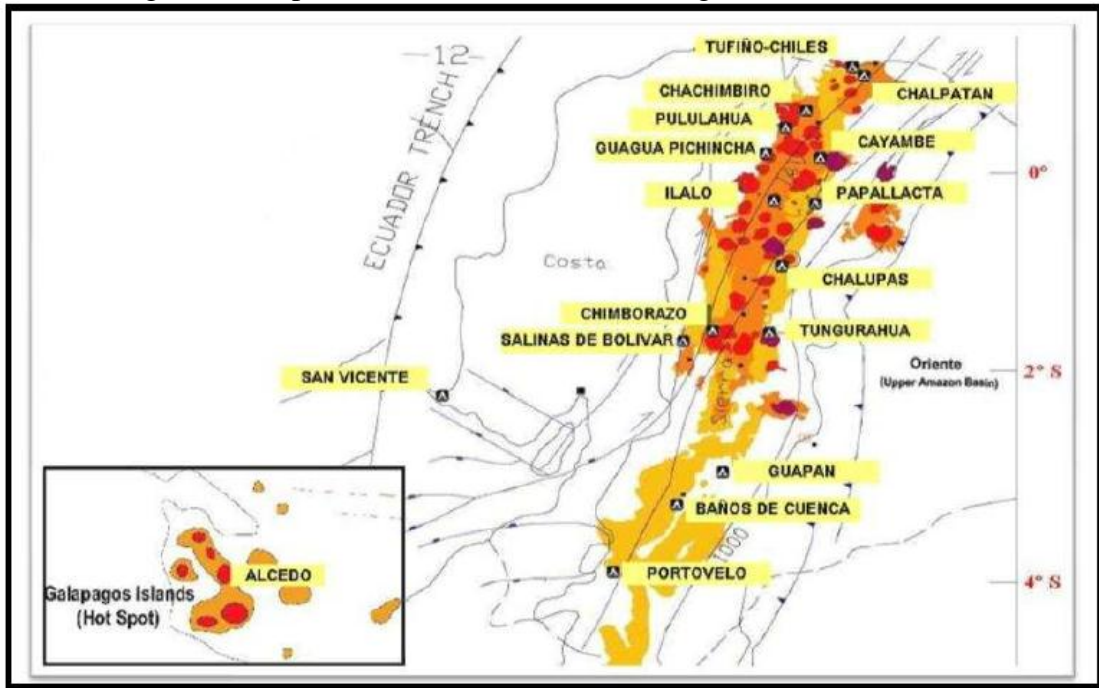 -12-
ECUADOR TRENCH
TUFIÑO-CHILES
CHACHIMBIRO
CHALPATAN
PULULAHUA
GUAGUA PICHINCHA
CAYAMBE
0°
ILALO
PAPALLACTA
Costa
CHALUPAS
CHIMBORAZO
SALINAS DE BOLIVAR
TUNGURAHUA
Sierra
Oriente
(Upper Amazon Basin)
2° S
SAN VICENTE
GUAPAN
BAÑOS DE CUENCA
1000
PORTOVELO
4° S
ALCEDO
Galapagos Islands
(Hot Spot)